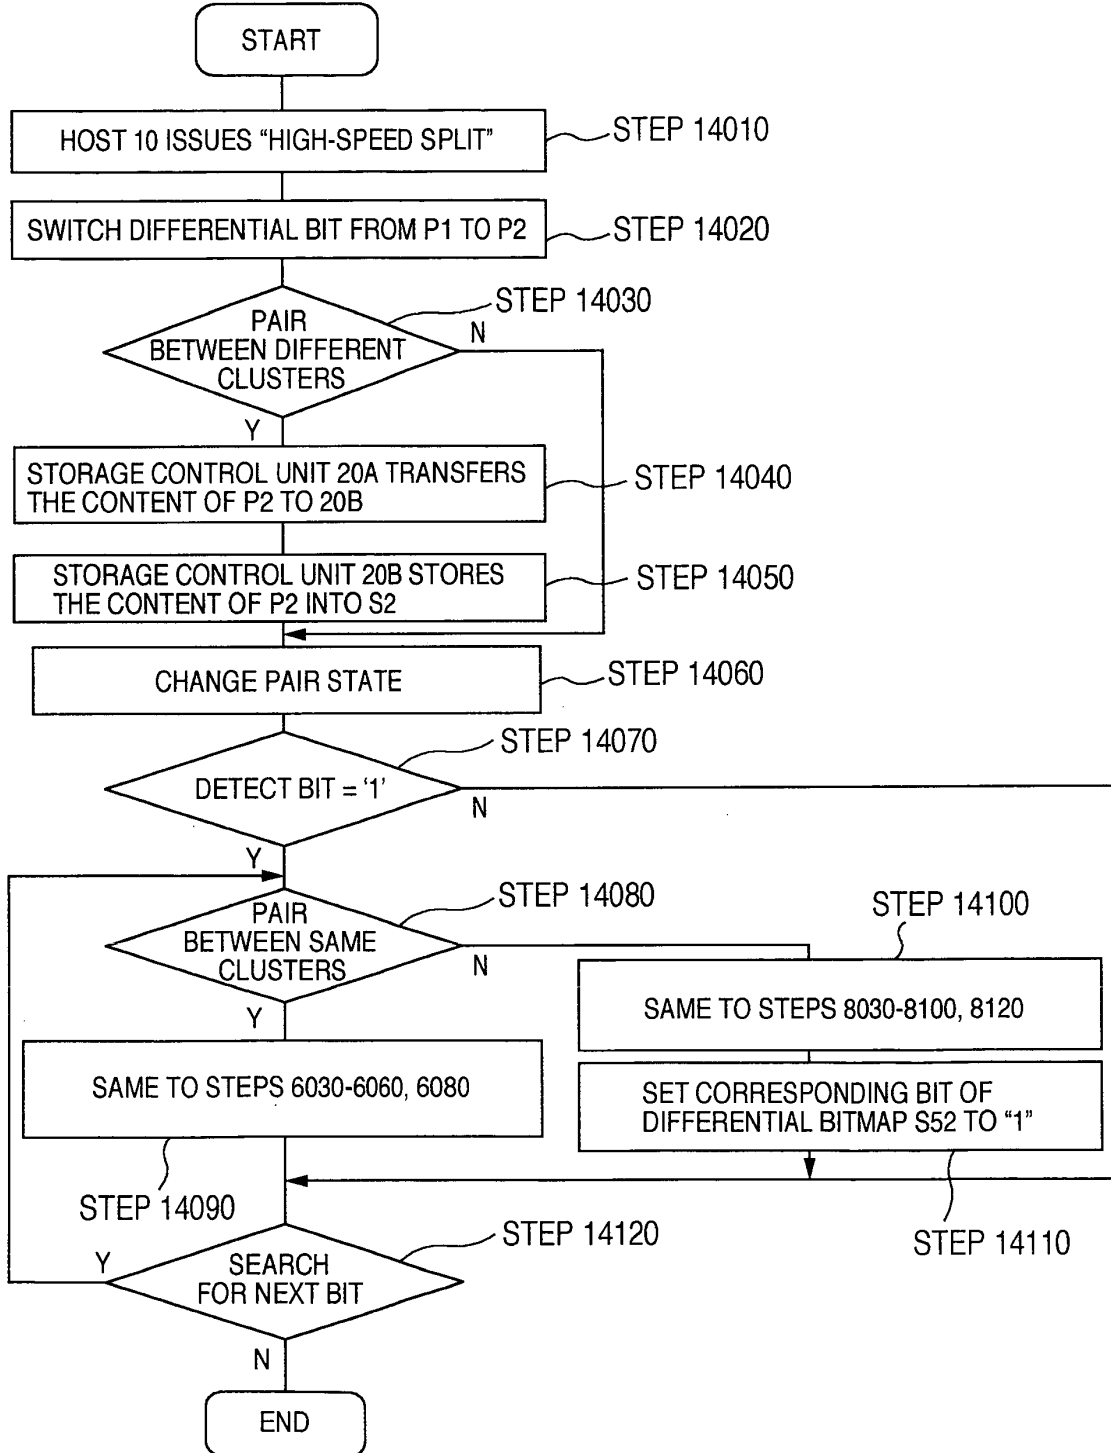 START
HOST 10 ISSUES “HIGH-SPEED SPLIT”
STEP 14010
SWITCH DIFFERENTIAL BIT FROM P1 TO P2
STEP 14020
STEP 14030
PAIR
BETWEEN DIFFERENT
CLUSTERS
N
Y
STORAGE CONTROL UNIT 20A TRANSFERS
THE CONTENT OF P2 TO 20B
STEP 14040
STORAGE CONTROL UNIT 20B STORES
THE CONTENT OF P2 INTO S2
STEP 14050
CHANGE PAIR STATE
STEP 14060
STEP 14070
DETECT BIT = ‘1’
N
Y
STEP 14080
PAIR
BETWEEN SAME
CLUSTERS
N
Y
STEP 14100
SAME TO STEPS 8030-8100, 8120
SAME TO STEPS 6030-6060, 6080
SET CORRESPONDING BIT OF
DIFFERENTIAL BITMAP S52 TO “1”
STEP 14090
STEP 14110
STEP 14120
SEARCH
FOR NEXT BIT
Y
N
END